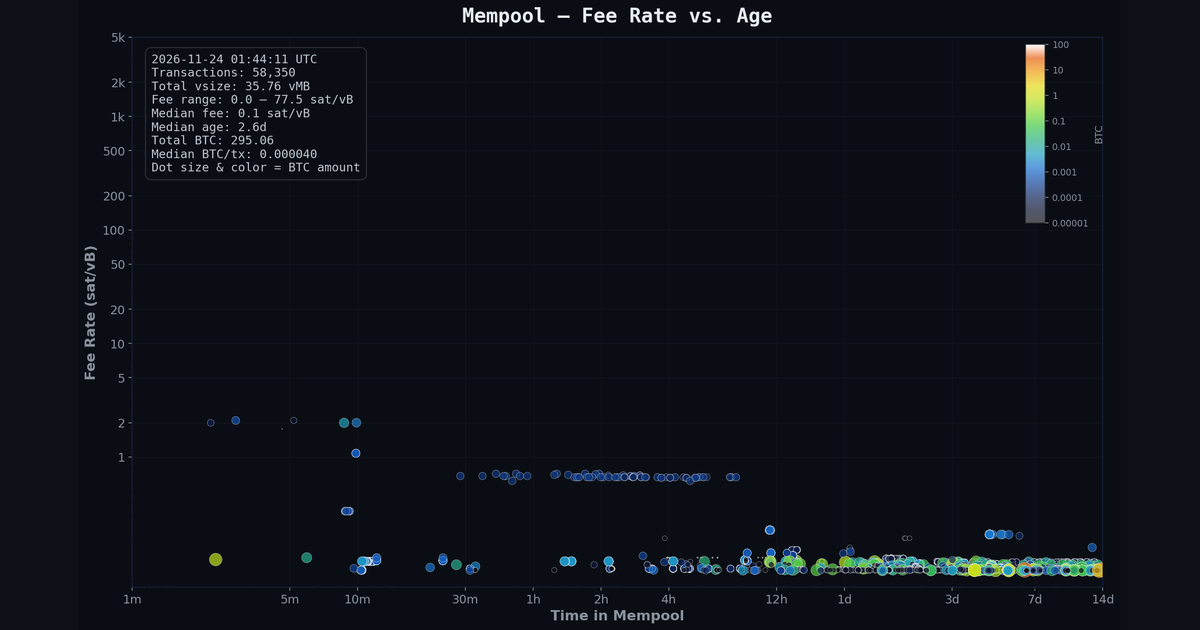 Mempool — Fee Rate vs. Age
2026-11-24 01:44:11 UTC
Transactions: 58,350
Total vsize: 35.76 vMB
Fee range: 0.0 — 77.5 sat/vB
Median fee: 0.1 sat/vB
Median age: 2.6d
Total BTC: 295.06
Median BTC/tx: 0.000040
Dot size & color = BTC amount
100
10
1
0.1
0.01
0.001
0.0001
0.00001
BTC
Fee Rate (sat/vB)
5k
2k
1k
500
200
100
50
20
10
5
2
1
1m
5m
10m
30m
1h
2h
4h
12h
1d
3d
7d
14d
Time in Mempool